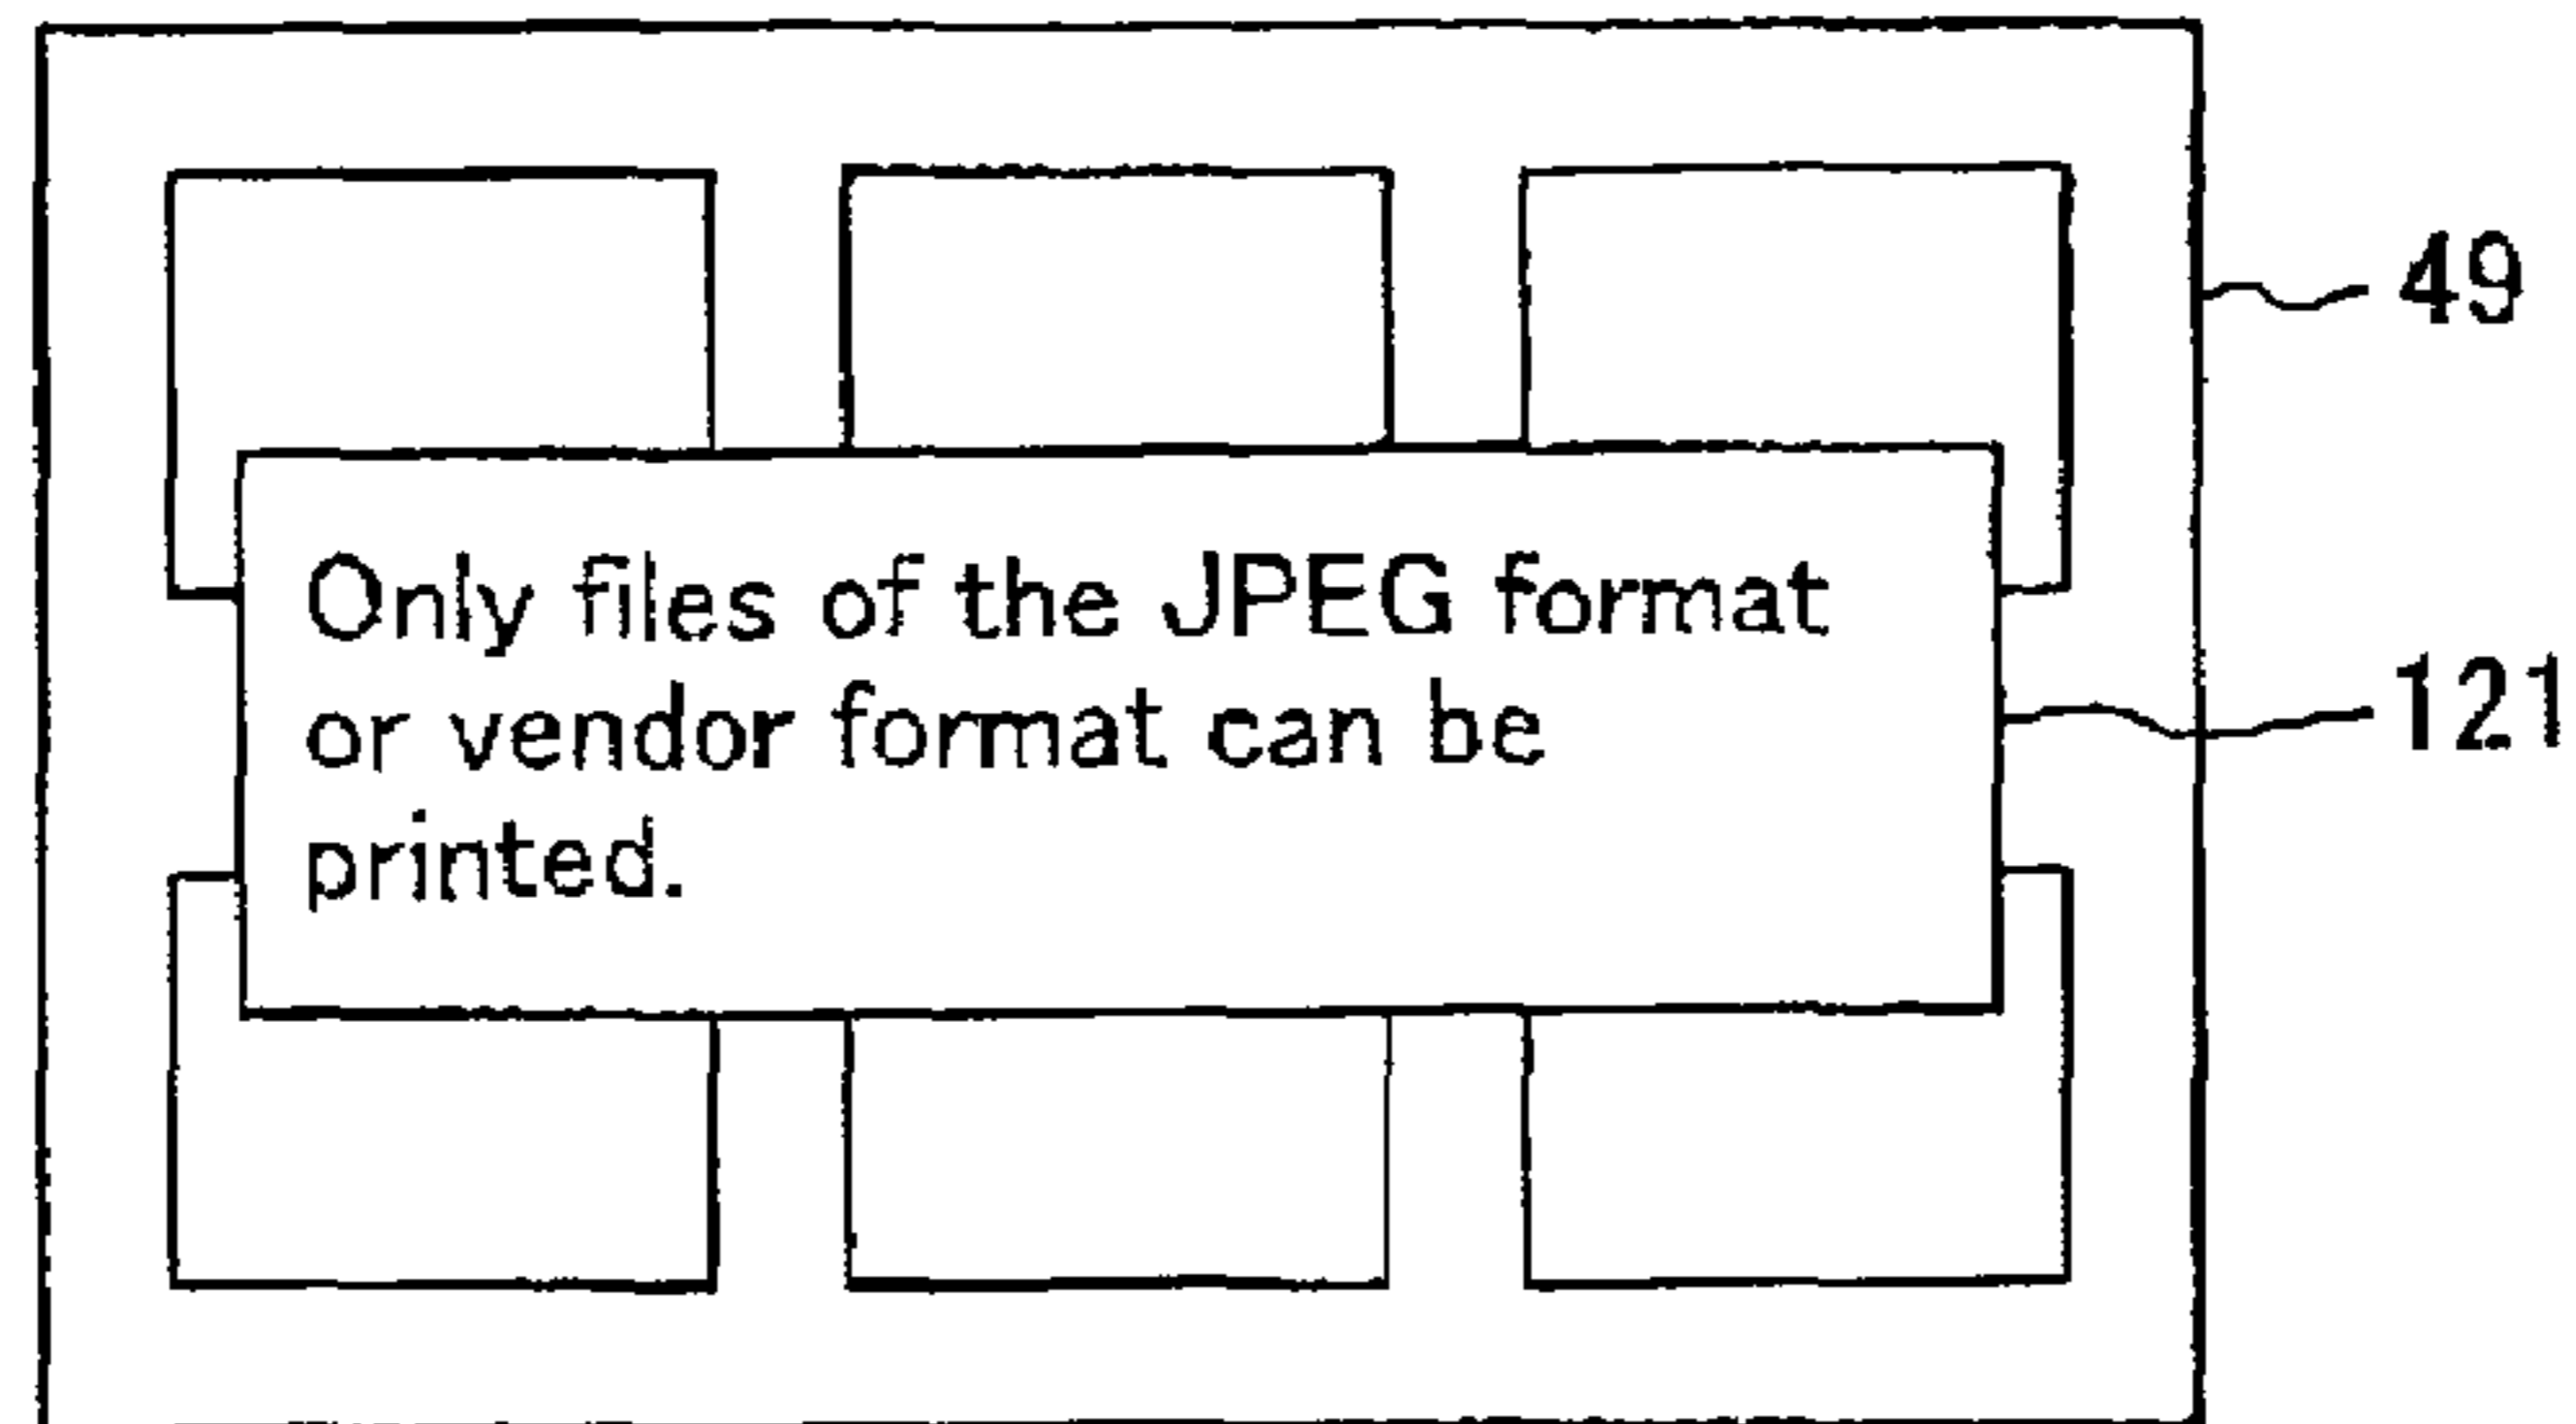 49
Only files of the JPEG format
or vendor format can be
printed.
121